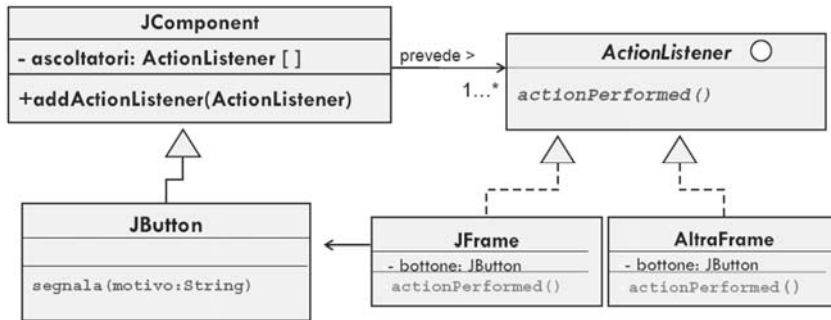 JComponent
- ascoltatori: ActionListener [ ]
+addActionListener(ActionListener)
prevede >
1...*
ActionListener
actionPerformed()
JButton
segnala(motivo:String)
JFrame
- bottone: JButton
actionPerformed()
AltraFrame
- bottone: JButton
actionPerformed()